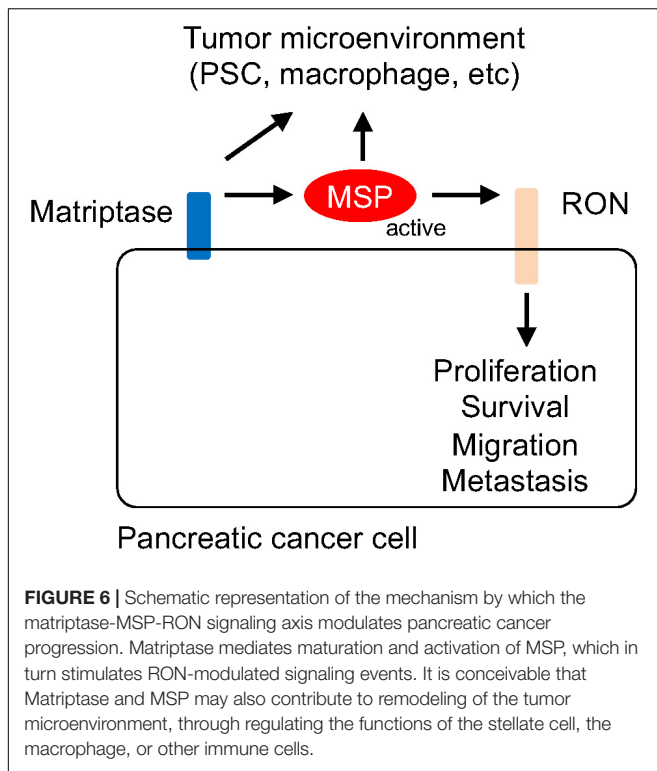 Tumor microenvironment
(PSC, macrophage, etc)
Matriptase
MSP
active
RON
Proliferation
Survival
Migration
Metastasis
Pancreatic cancer cell
FIGURE 6 | Schematic representation of the mechanism by which the
matriptase-MSP-RON signaling axis modulates pancreatic cancer
progression. Matriptase mediates maturation and activation of MSP, which in
turn stimulates RON-modulated signaling events. It is conceivable that
Matriptase and MSP may also contribute to remodeling of the tumor
microenvironment, through regulating the functions of the stellate cell, the
macrophage, or other immune cells.